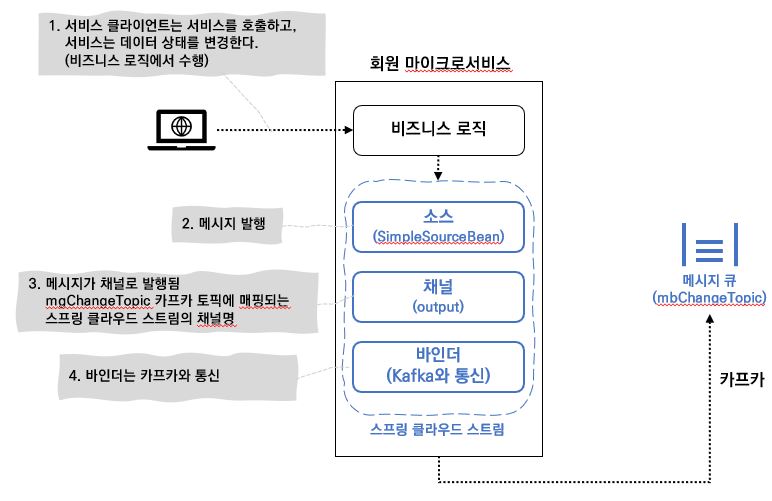 1. 서비스 클라이언트는 서비스를 호출하고,
서비스는 데이터 상태를 변경한다.
(비즈니스 로직에서 수행)
회원 마이크로서비스
비즈니스 로직
2. 메시지 발행
소스
(SimpleSourceBean)
3. 메시지가 채널로 발행됨
mgChangeTopic 카프카 토픽에 매핑되는
스프링 클라우드 스트림의 채널명
채널
(output)
4. 바인더는 카프카와 통신
바인더
(Kafka와 통신)
스프링 클라우드 스트림
메시지 큐
(mbChangeTopic)
카프카